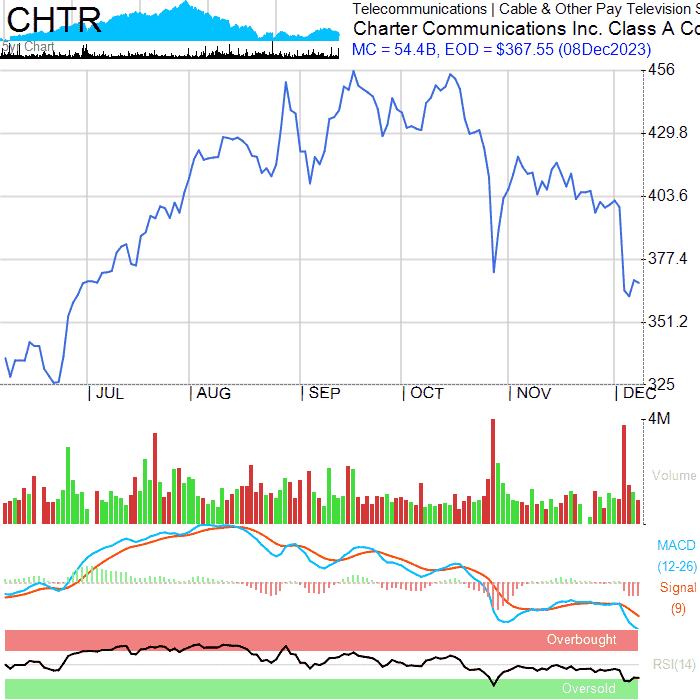 CHTR
5yr Chart
Telecommunications | Cable & Other Pay Television S
Charter Communications Inc. Class A Co
MC = 54.4B, EOD = $367.55 (08Dec2023)
456
429.8
403.6
377.4
351.2
325
JUL
AUG
SEP
OCT
NOV
DEC
4M
Volume
MACD
(12-26)
Signal
(9)
Overbought
RSI(14)
Oversold